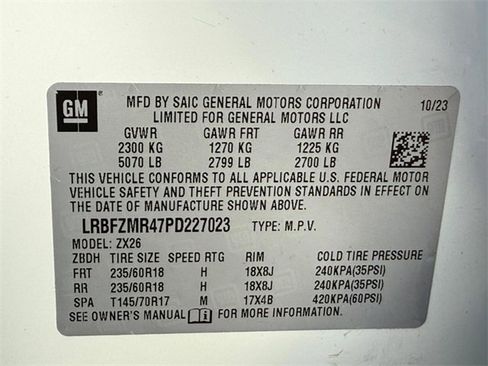 GM
MFD BY SAIC GENERAL MOTORS CORPORATION
LIMITED FOR GENERAL MOTORS LLC
10/23
GVWR GAWR FRT GAWR RR
2300 KG 1270 KG 1225 KG
5070 LB 2799 LB 2700 LB
THIS VEHICLE CONFORMS TO ALL APPLICABLE U.S. FEDERAL MOTOR
VEHICLE SAFETY AND THEFT PREVENTION STANDARDS IN EFFECT ON
THE DATE OF MANUFACTURE SHOWN ABOVE.
LRBFZMR47PD227023 TYPE: M.P.V.
MODEL: ZX26
ZBDH TIRE SIZE SPEED RTG RIM COLD TIRE PRESSURE
FRT 235/60R18 H 18X8J 240KPA(35PSI)
RR 235/60R18 H 18X8J 240KPA(35PSI)
SPA T145/70R17 M 17X4B 420KPA(60PSI)
SEE OWNER'S MANUAL FOR MORE INFORMATION